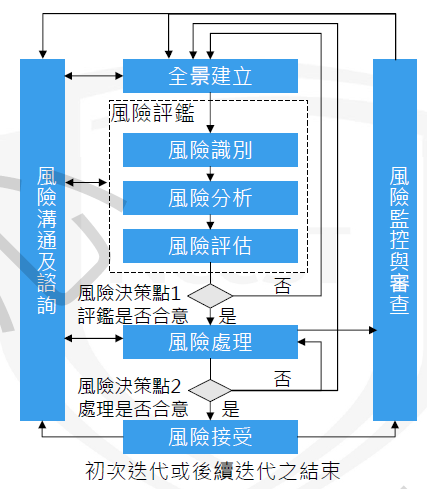 全景建立
風險評鑑
風險識別
風險分析
風險評估
風險溝通及諮詢
風險監控與審查
風險決策點1
評鑑是否合意
否
是
風險處理
風險決策點2
處理是否合意
否
是
風險接受
初次迭代或後續迭代之結束